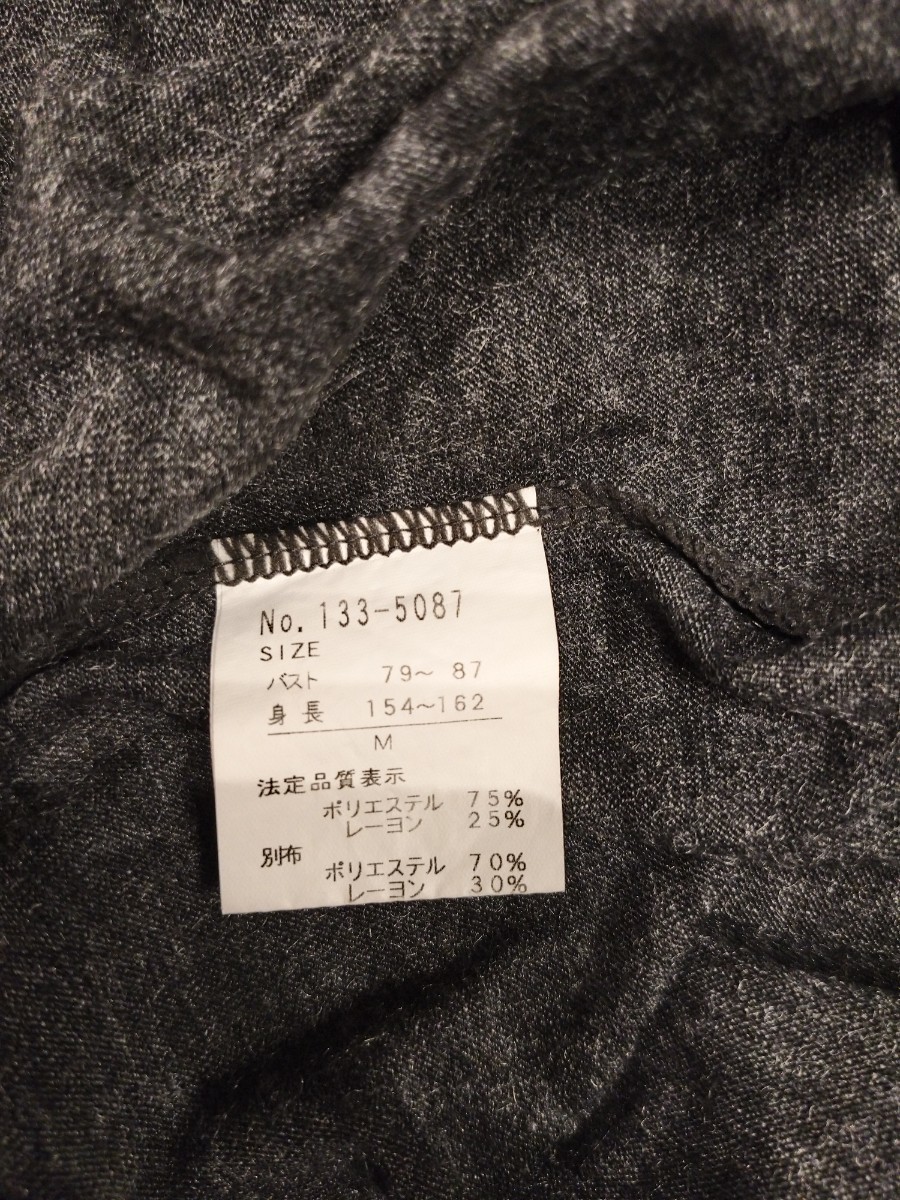 No. 133-5087
SIZE
バスト 79～ 87
身 長 154～162
M
法定品質表示
ポリエステル 75%
レーヨン 25%
別布
ポリエステル 70%
レーヨン 30%